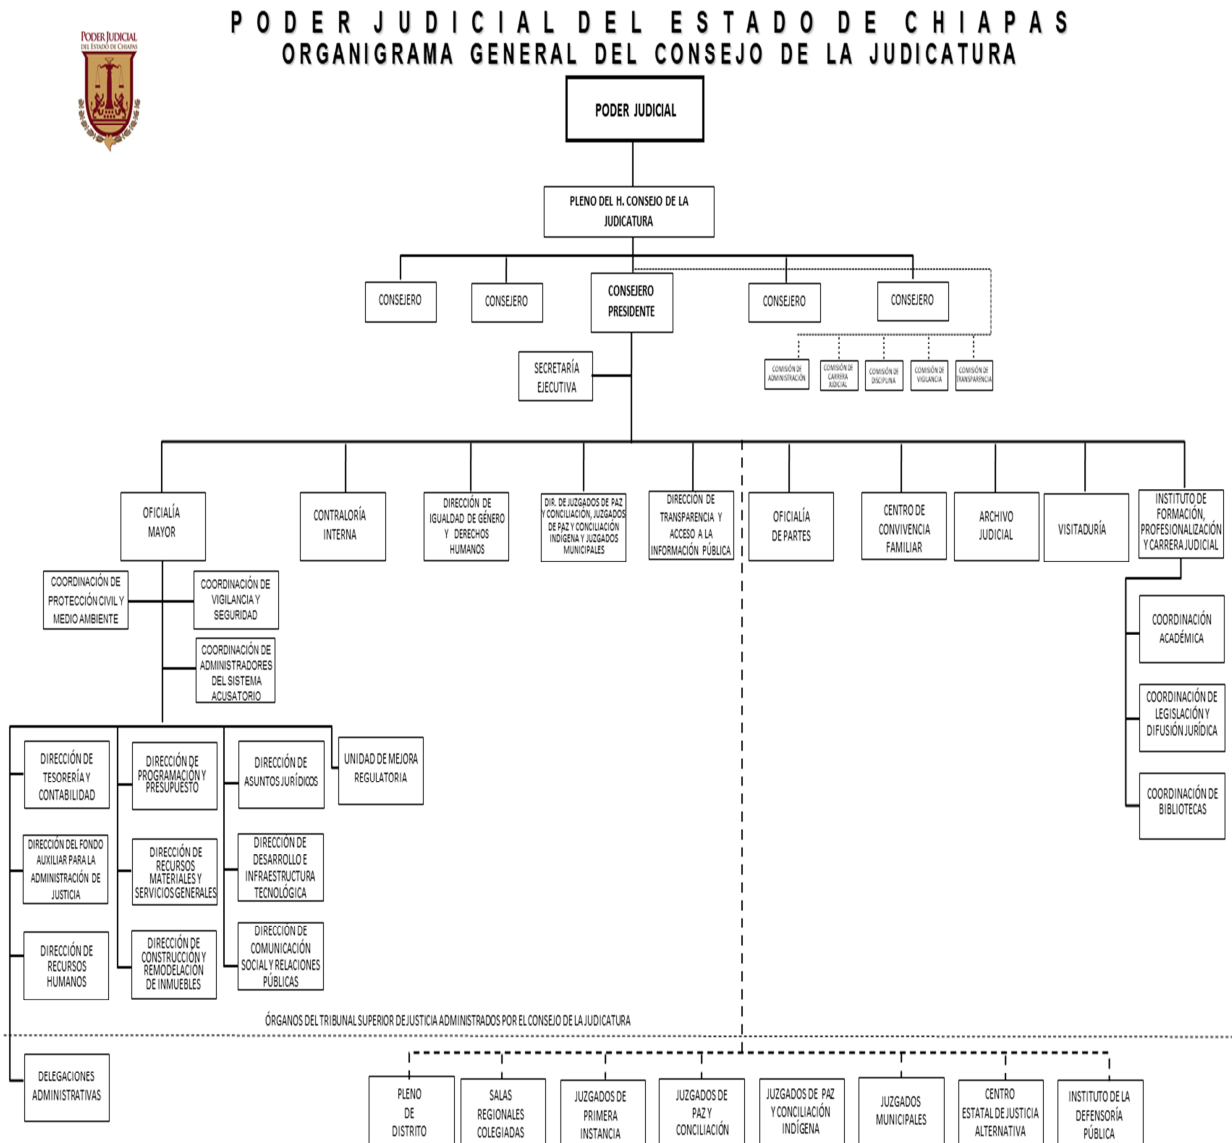 PODER JUDICIAL DEL ESTADO DE CHIAPAS
ORGANIGRAMA GENERAL DEL CONSEJO DE LA JUDICATURA
PODER JUDICIAL
DEL ESTADO DE CHIAPAS
PODER JUDICIAL
PLENO DEL H. CONSEJO DE LA
JUDICATURA
CONSEJERO
CONSEJERO
CONSEJERO
PRESIDENTE
CONSEJERO
CONSEJERO
SECRETARÍA
EJECUTIVA
COMISIÓN DE
ADMINISTRACIÓN
COMISIÓN DE
CARRERA
JUDICIAL
COMISIÓN DE
DISCIPLINA
COMISIÓN DE
VIGILANCIA
COMISIÓN DE
TRANSPARENCIA
OFICIALÍA
MAYOR
CONTRALORÍA
INTERNA
DIRECCIÓN DE
IGUALDAD DE GÉNERO
Y DERECHOS
HUMANOS
DIR. DE JUZGADOS DE PAZ
Y CONCILIACIÓN, JUZGADOS
DE PAZ Y CONCILIACIÓN
INDÍGENA Y JUZGADOS
MUNICIPALES
DIRECCIÓN DE
TRANSPARENCIA Y
ACCESO A LA
INFORMACIÓN PÚBLICA
OFICIALÍA
DE PARTES
CENTRO DE
CONVIVENCIA
FAMILIAR
ARCHIVO
JUDICIAL
VISITADURÍA
INSTITUTO DE
FORMACIÓN,
PROFESIONALIZACIÓN
Y CARRERA JUDICIAL
COORDINACIÓN DE
PROTECCIÓN CIVIL Y
MEDIO AMBIENTE
COORDINACIÓN DE
VIGILANCIA Y
SEGURIDAD
COORDINACIÓN DE
ADMINISTRADORES
DEL SISTEMA
ACUSATORIO
COORDINACIÓN
ACADÉMICA
COORDINACIÓN DE
LEGISLACIÓN Y
DIFUSIÓN JURÍDICA
COORDINACIÓN DE
BIBLIOTECAS
DIRECCIÓN DE
TESORERÍA Y
CONTABILIDAD
DIRECCIÓN DE
PROGRAMACIÓN Y
PRESUPUESTO
DIRECCIÓN DE
ASUNTOS JURÍDICOS
UNIDAD DE MEJORA
REGULATORIA
DIRECCIÓN DEL FONDO
AUXILIAR PARA LA
ADMINISTRACIÓN DE
JUSTICIA
DIRECCIÓN DE
RECURSOS
MATERIALES Y
SERVICIOS GENERALES
DIRECCIÓN DE
DESARROLLO E
INFRAESTRUCTURA
TECNOLÓGICA
DIRECCIÓN DE
RECURSOS
HUMANOS
DIRECCIÓN DE
CONSTRUCCIÓN Y
REMODELACIÓN
DE INMUEBLES
DIRECCIÓN DE
COMUNICACIÓN
SOCIAL Y RELACIONES
PÚBLICAS
ÓRGANOS DEL TRIBUNAL SUPERIOR DE JUSTICIA ADMINISTRADOS POR EL CONSEJO DE LA JUDICATURA
DELEGACIONES
ADMINISTRATIVAS
PLENO
DE
DISTRITO
SALAS
REGIONALES
COLEGIADAS
JUZGADOS DE
PRIMERA
INSTANCIA
JUZGADOS DE
PAZ Y
CONCILIACIÓN
JUZGADOS DE PAZ
Y CONCILIACIÓN
INDÍGENA
JUZGADOS
MUNICIPALES
CENTRO
ESTATAL DE JUSTICIA
ALTERNATIVA
INSTITUTO DE LA
DEFENSORÍA
PÚBLICA